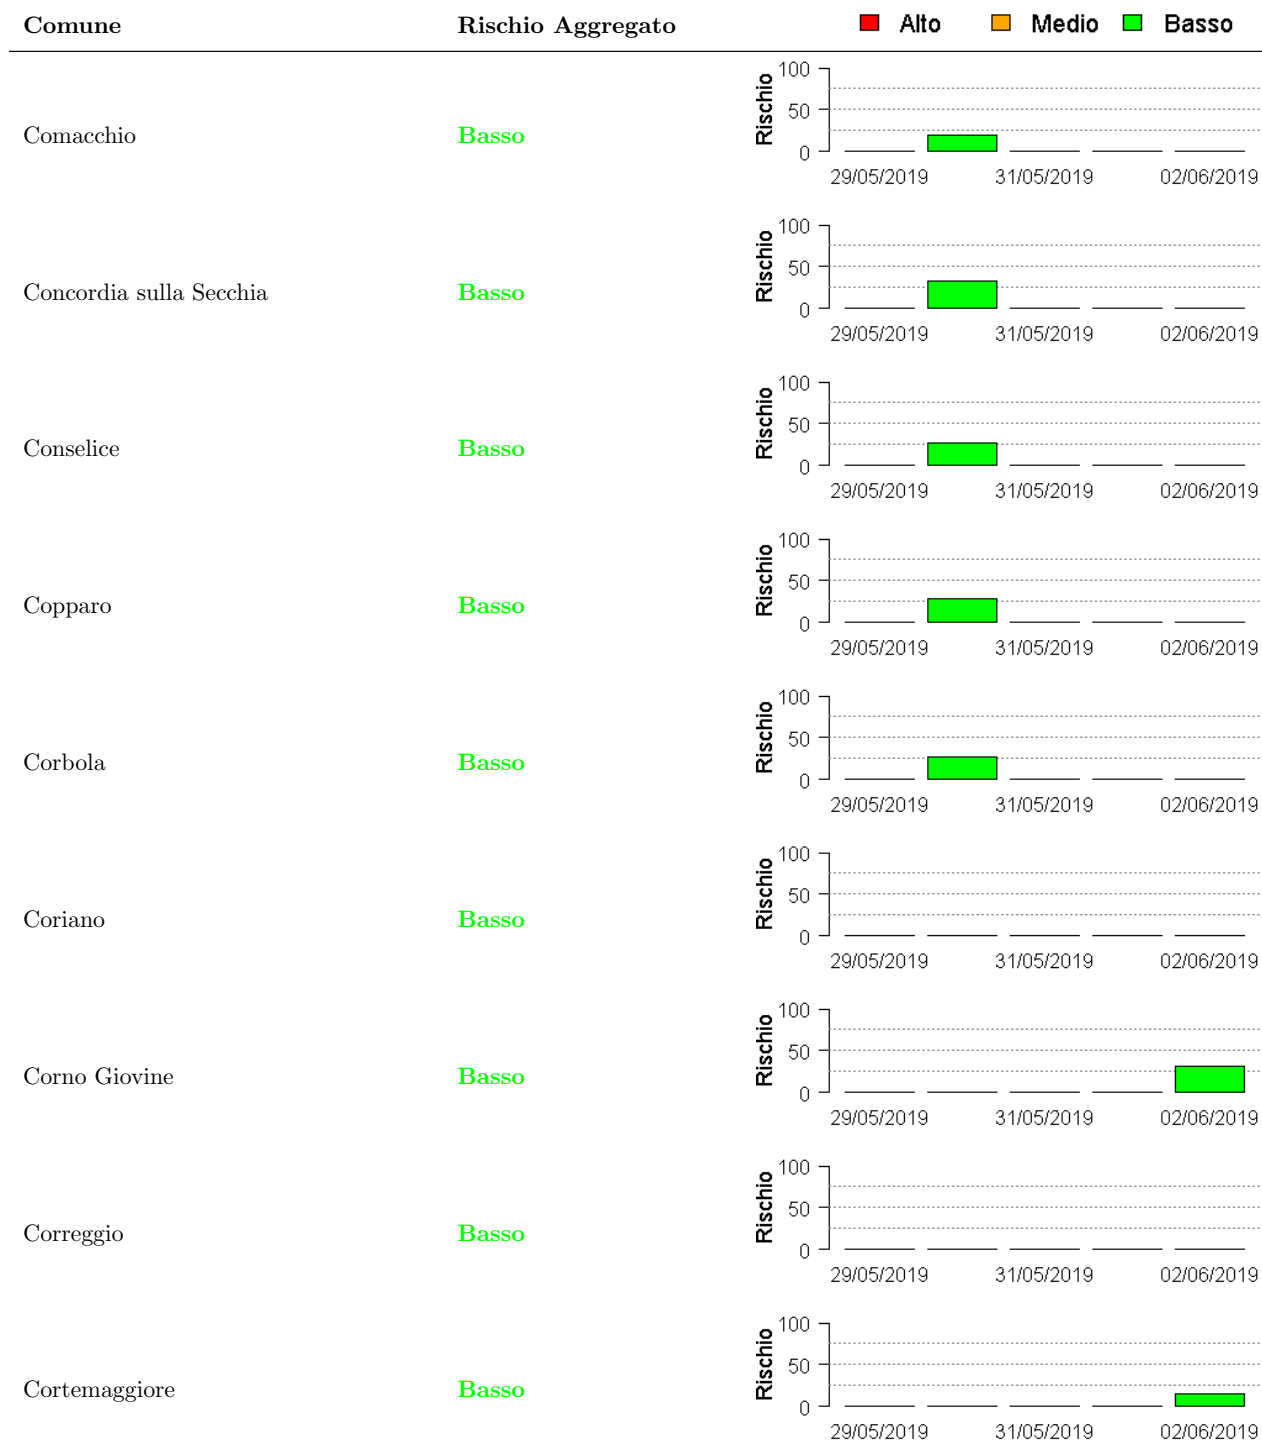 Comune Rischio Aggregato Alto Medio Basso
100
50
0
Rischio
Comacchio Basso
29/05/2019 31/05/2019 02/06/2019
100
50
0
Rischio
Concordia sulla Secchia Basso
29/05/2019 31/05/2019 02/06/2019
100
50
0
Rischio
Conselice Basso
29/05/2019 31/05/2019 02/06/2019
100
50
0
Rischio
Copparo Basso
29/05/2019 31/05/2019 02/06/2019
100
50
0
Rischio
Corbola Basso
29/05/2019 31/05/2019 02/06/2019
100
50
0
Rischio
Coriano Basso
29/05/2019 31/05/2019 02/06/2019
100
50
0
Rischio
Corno Giovine Basso
29/05/2019 31/05/2019 02/06/2019
100
50
0
Rischio
Correggio Basso
29/05/2019 31/05/2019 02/06/2019
100
50
0
Rischio
Cortemaggiore Basso
29/05/2019 31/05/2019 02/06/2019